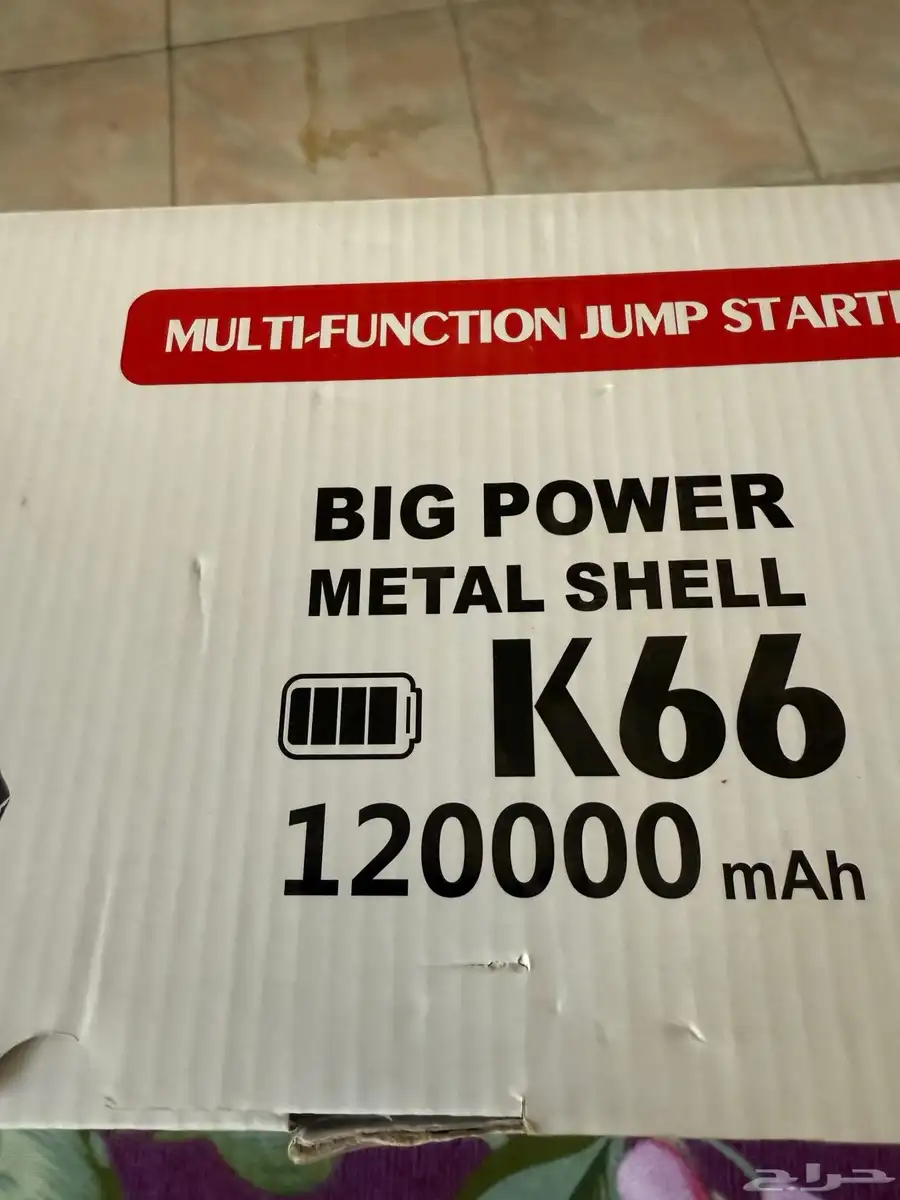 MULTI-FUNCTION JUMP STARTE
BIG POWER
METAL SHELL
K66
120000 mAh
حراج